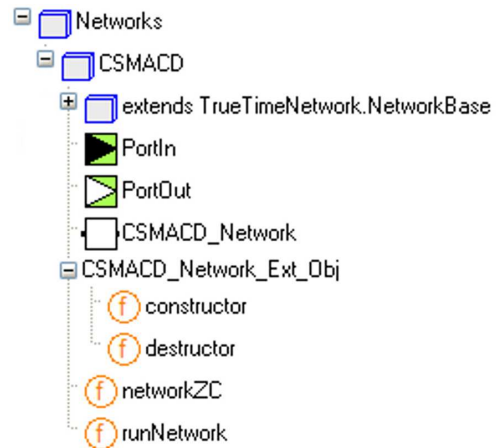 Networks
CSMACD
extends TrueTimeNetwork.NetworkBase
PortIn
PortOut
CSMACD_Network
CSMACD_Network_Ext_Obj
f constructor
f destructor
f networkZC
f runNetwork